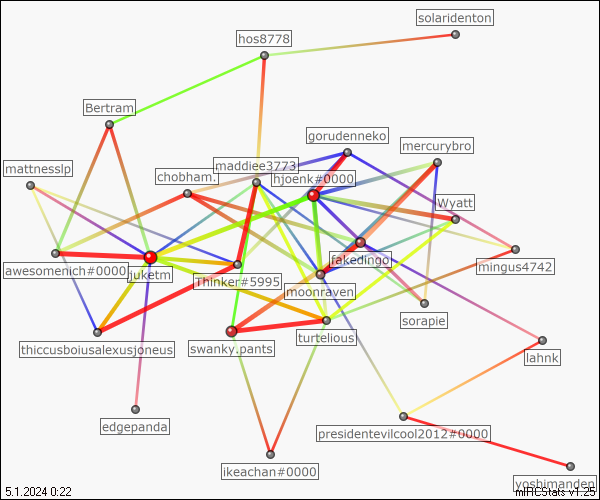 solaridenton
hos8778
Bertram
gorudenneko
mercurybro
mattnesslp
chobham.
maddiee3773
hjoenk#0000
Wyatt
awesomerich#0000
juketm
Thinker#5995
fakedingo
moonraven
mingus4742
sorapie
thiccusboiusalexusjoneus
swanky.pants
turtelious
lahnk
edgepanda
presidentevilcool2012#0000
ikeachan#0000
yoshimanden
5.1.2024 0:22
mIRCStats v1.25